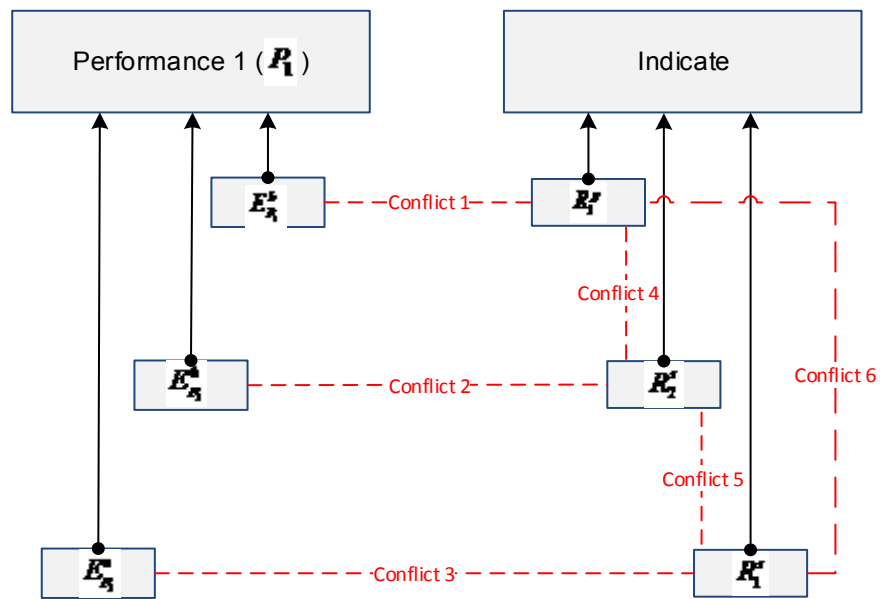 Performance 1 (P₁)
Indicate
Conflict 1
Conflict 4
Conflict 2
Conflict 6
Conflict 5
Conflict 3